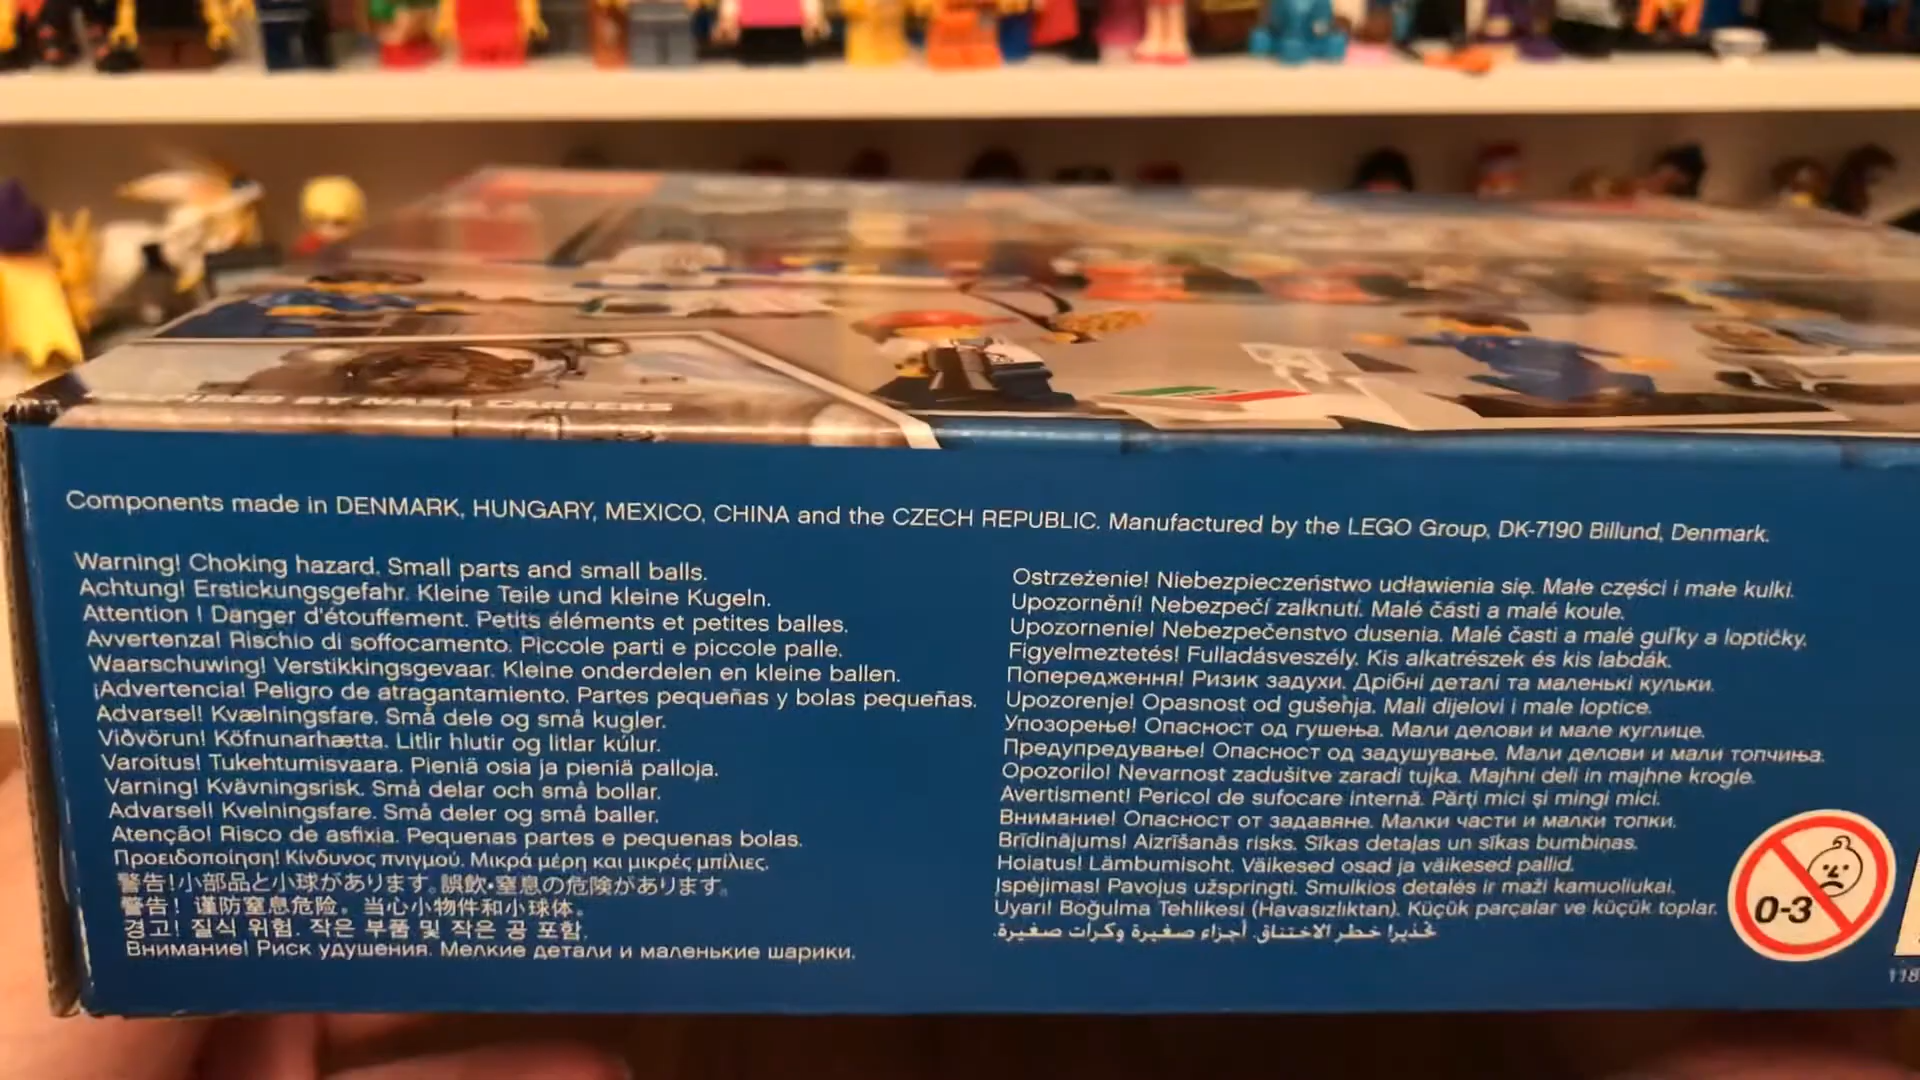 Components made in DENMARK, HUNGARY, MEXICO, CHINA and the CZECH REPUBLIC. Manufactured by the LEGO Group, DK-7190 Billund, Denmark.
Warning! Choking hazard. Small parts and small balls.
Achtung! Erstickungsgefahr. Kleine Teile und kleine Kugeln.
Attention ! Danger d'étouffement. Petits éléments et petites balles.
Avvertenza! Rischio di soffocamento. Piccole parti e piccole palle.
Waarschuwing! Verstikkingsgevaar. Kleine onderdelen en kleine ballen.
¡Advertencia! Peligro de atragantamiento. Partes pequeñas y bolas pequeñas.
Advarsel! Kvælningsfare. Små dele og små kugler.
Viðvörun! Köfnunarhætta. Litlir hlutir og litlar kúlur.
Varoitus! Tukehtumisvaara. Pieniä osia ja pieniä palloja.
Varning! Kvävningsrisk. Små delar och små bollar.
Advarsel! Kvelningsfare. Små deler og små baller.
Atenção! Risco de asfixia. Pequenas partes e pequenas bolas.
Προειδοποίηση! Κίνδυνος πνιγμού. Μικρά μέρη και μικρές μπίλιες.
警告!小部品と小球があります。誤飲・窒息の危険があります。
警告！谨防窒息危险。当心小物件和小球体。
경고! 질식 위험. 작은 부품 및 작은 공 포함.
Внимание! Риск удушения. Мелкие детали и маленькие шарики.
Ostrzeżenie! Niebezpieczeństwo udławienia się. Małe części i małe kulki.
Upozornění! Nebezpečí zalknutí. Malé části a malé koule.
Upozornenie! Nebezpečenstvo dusenia. Malé časti a malé guľky a loptičky.
Figyelmeztetés! Fulladásveszély. Kis alkatrészek és kis labdák.
Попередження! Ризик задухи. Дрібні деталі та маленькі кульки.
Upozorenje! Opasnost od gušenja. Mali dijelovi i male loptice.
Упозорење! Опасност од гушења. Мали делови и мале куглице.
Предупредување! Опасност од задушување. Мали делови и мали топчиња.
Opozorilo! Nevarnost zadušitve zaradi tujka. Majhni deli in majhne krogle.
Avertisment! Pericol de sufocare internă. Părți mici și mingi mici.
Внимание! Опасност от задавяне. Малки части и малки топки.
Brīdinājums! Aizrīšanās risks. Sīkas detaļas un sīkas bumbiņas.
Hoiatus! Lämbumisoht. Väikesed osad ja väikesed pallid.
Įspėjimas! Pavojus užspringti. Smulkios detalės ir maži kamuoliukai.
Uyarı! Boğulma Tehlikesi (Havasızlıktan). Küçük parçalar ve küçük toplar.
تحذير! خطر الاختناق. أجزاء صغيرة وكرات صغيرة.
0-3
118